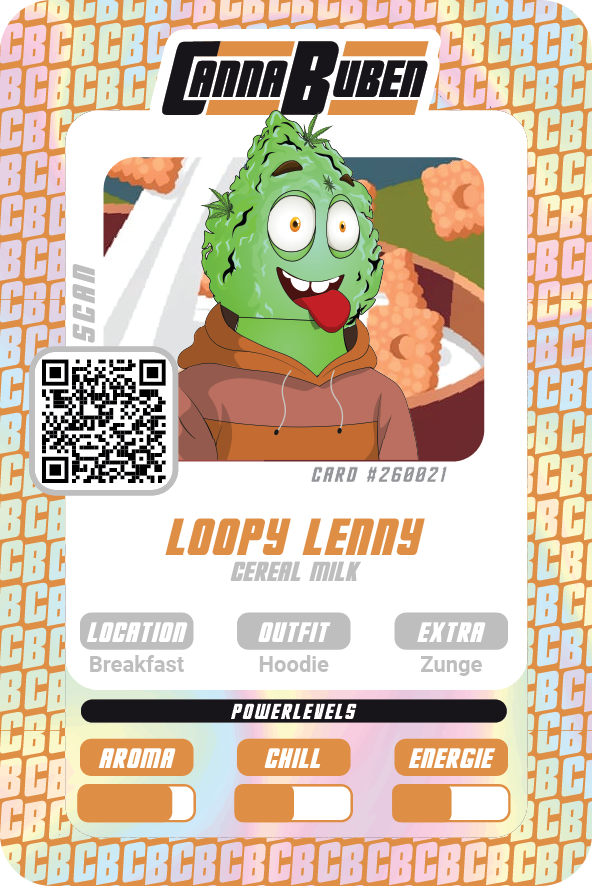 CANNABUBEN
SCAN
CARD #260021
LOOPY LENNY
CEREAL MILK
LOCATION OUTFIT EXTRA
Breakfast Hoodie Zunge
POWERLEVELS
AROMA CHILL ENERGIE